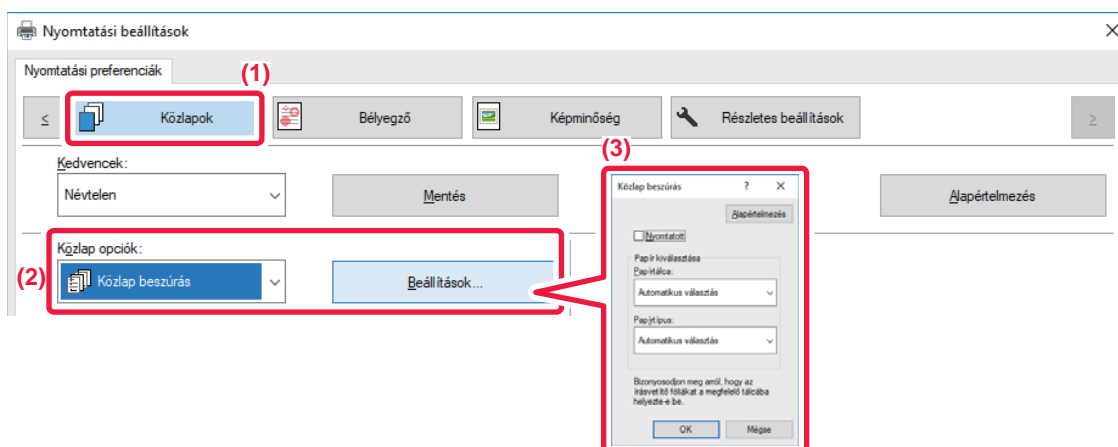 Nyomtatási beállítások
Nyomtatási preferenciák
(1)
< Közlapok Bélyegző Képminőség Részletes beállítások >
(3)
Kedvencek:
Névtelen Mentés Alapértelmezés
Közlap opciók:
(2) Közlap beszúrás Beállítások...
Közlap beszúrás ? X
Alapértelmezés
Nyomtatott
Papír kiválasztása
Papírtálca:
Automatikus választás
Papírtípus:
Automatikus választás
Bizonyosodjon meg arról, hogy az
írásvetítő fóliákat a megfelelő tálcába
helyezte-e be.
OK Mégse